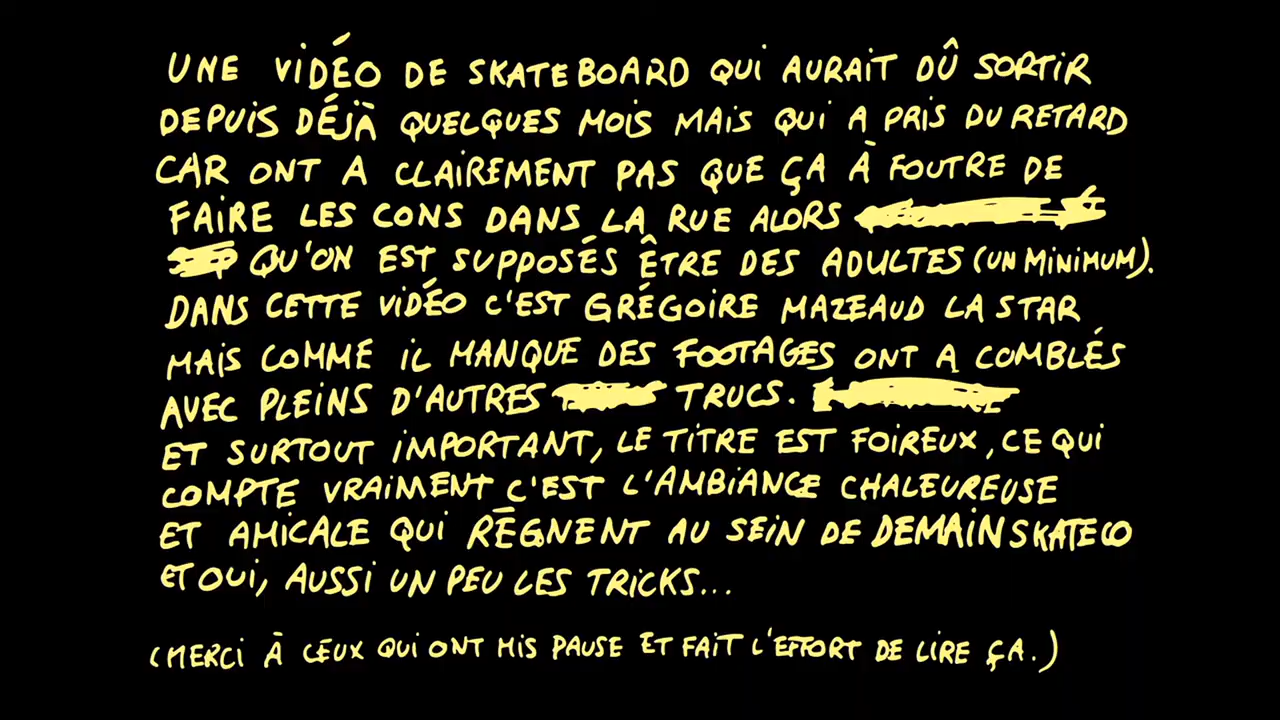 UNE VIDÉO DE SKATEBOARD QUI AURAIT DÛ SORTIR
DEPUIS DÉJÀ QUELQUES MOIS MAIS QUI A PRIS DU RETARD
CAR ONT A CLAIREMENT PAS QUE ÇA À FOUTRE DE
FAIRE LES CONS DANS LA RUE ALORS
QU'ON EST SUPPOSÉS ÊTRE DES ADULTES (UN MINIMUM).
DANS CETTE VIDÉO C'EST GRÉGOIRE MAZEAUD LA STAR
MAIS COMME IL MANQUE DES FOOTAGES ONT A COMBLÉS
AVEC PLEINS D'AUTRES TRUCS.
ET SURTOUT IMPORTANT, LE TITRE EST FOIREUX, CE QUI
COMPTE VRAIMENT C'EST L'AMBIANCE CHALEUREUSE
ET AMICALE QUI RÉGNENT AU SEIN DE DEMAIN SKATECO
ET OUI, AUSSI UN PEU LES TRICKS...
(MERCI À CEUX QUI ONT MIS PAUSE ET FAIT L'EFFORT DE LIRE ÇA.)